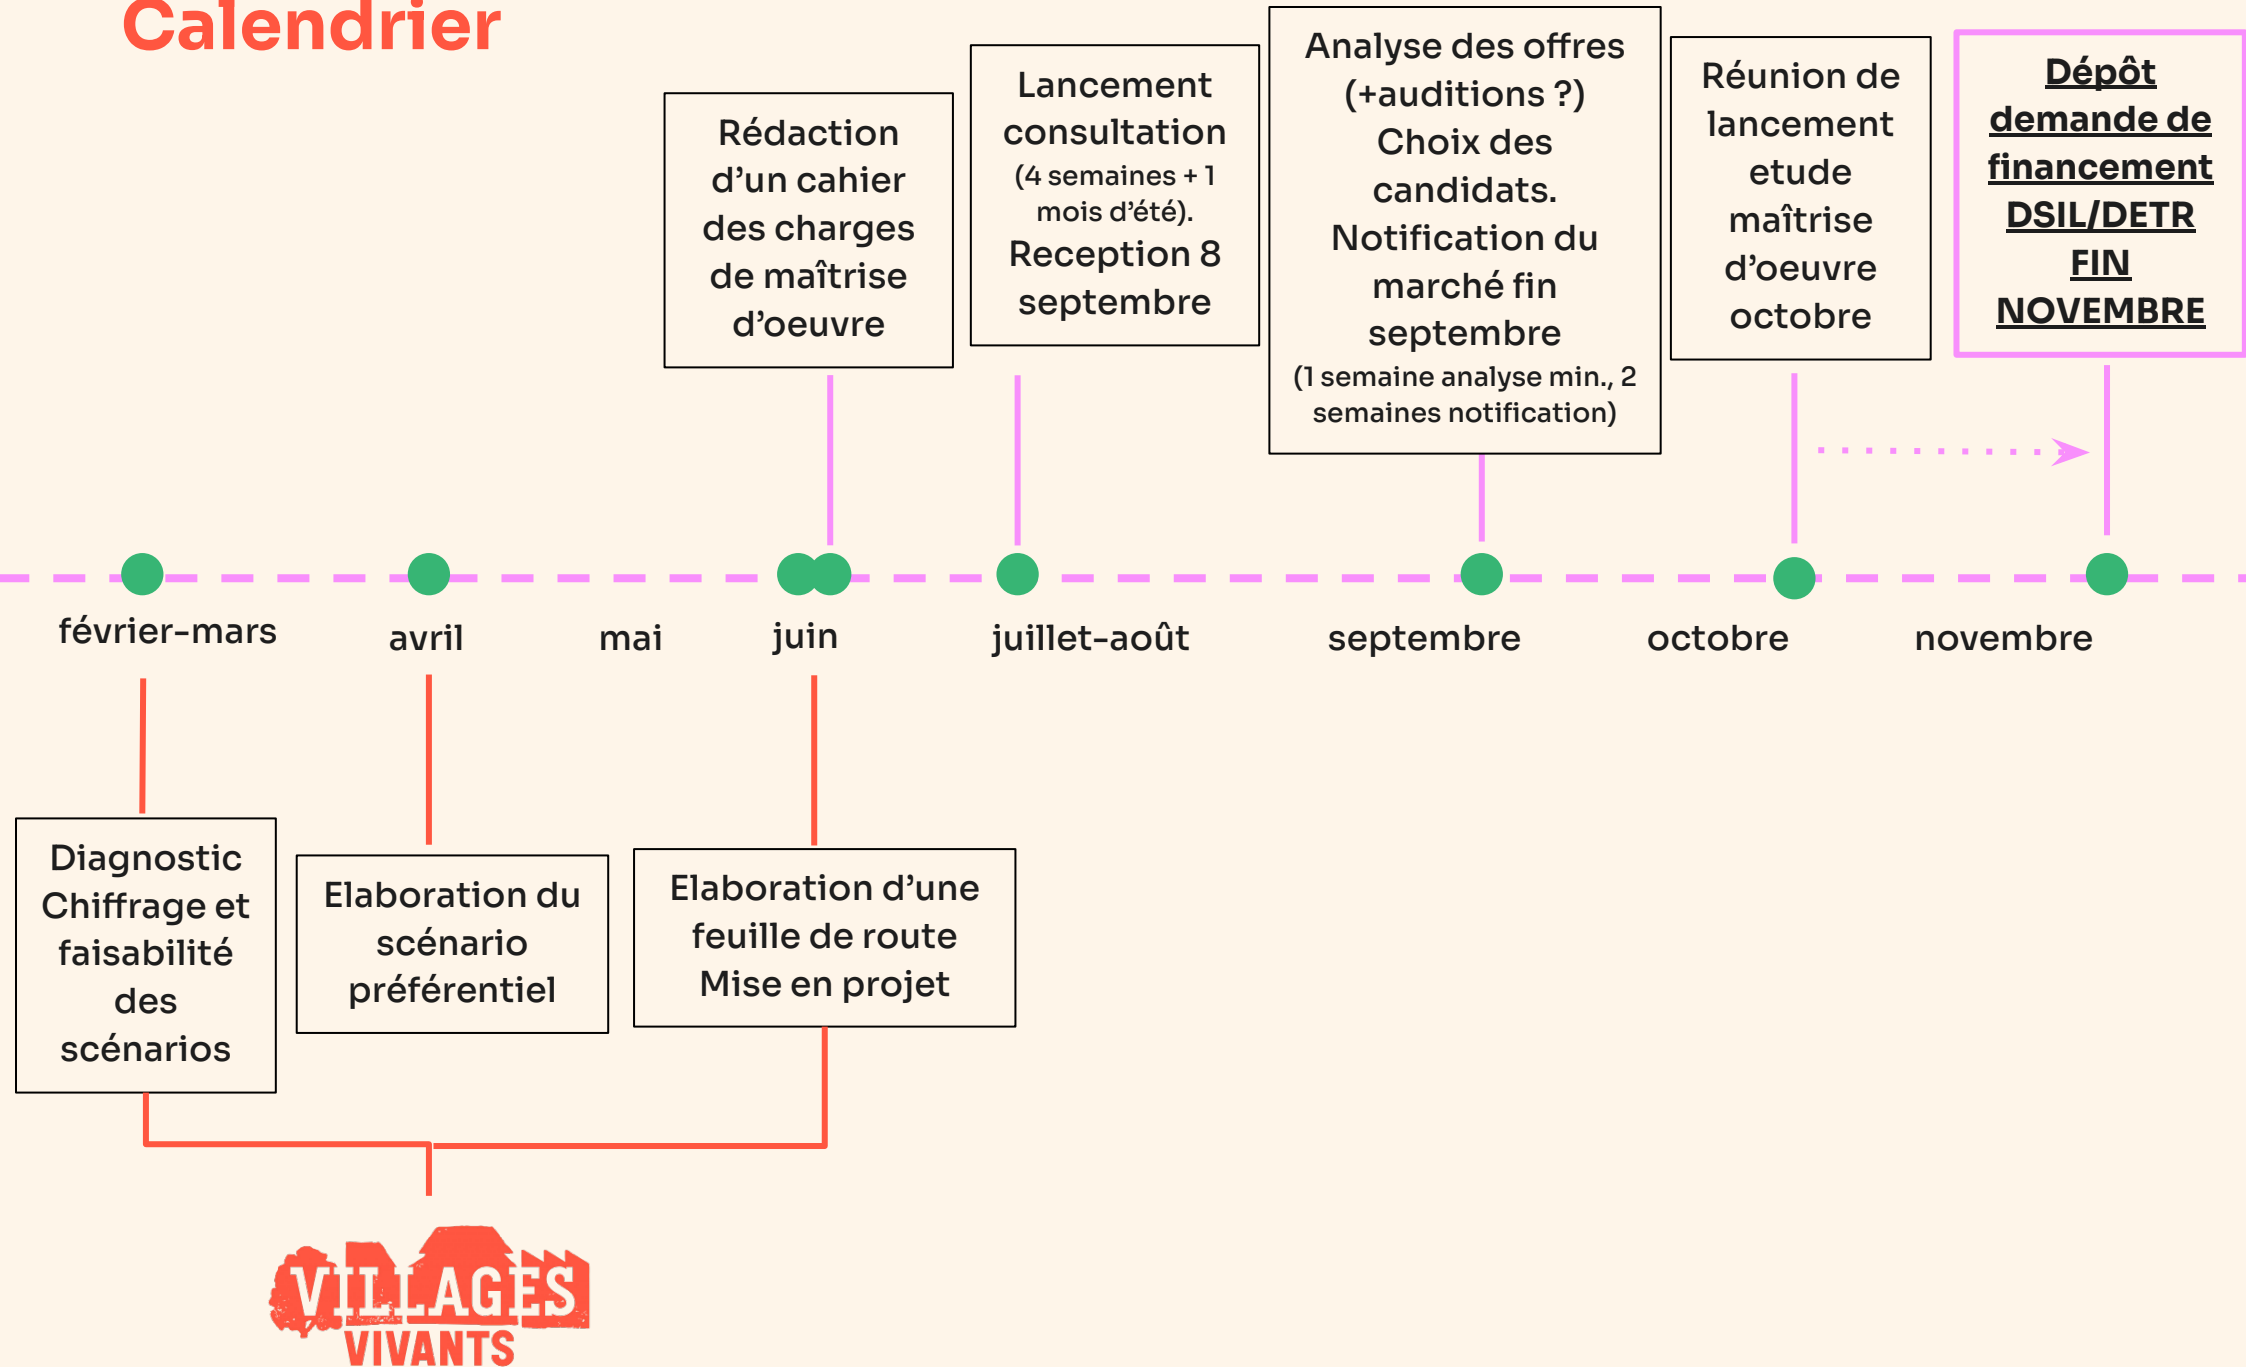 Calendrier
Rédaction
d’un cahier
des charges
de maîtrise
d’oeuvre
Lancement
consultation
(4 semaines + 1
mois d’été).
Reception 8
septembre
Analyse des offres
(+auditions ?)
Choix des
candidats.
Notification du
marché fin
septembre
(1 semaine analyse min., 2
semaines notification)
Réunion de
lancement
etude
maîtrise
d’oeuvre
octobre
Dépôt
demande de
financement
DSIL/DETR
FIN
NOVEMBRE
février-mars
avril
mai
juin
juillet-août
septembre
octobre
novembre
Diagnostic
Chiffrage et
faisabilité
des
scénarios
Elaboration du
scénario
préférentiel
Elaboration d’une
feuille de route
Mise en projet
VILLAGES
VIVANTS